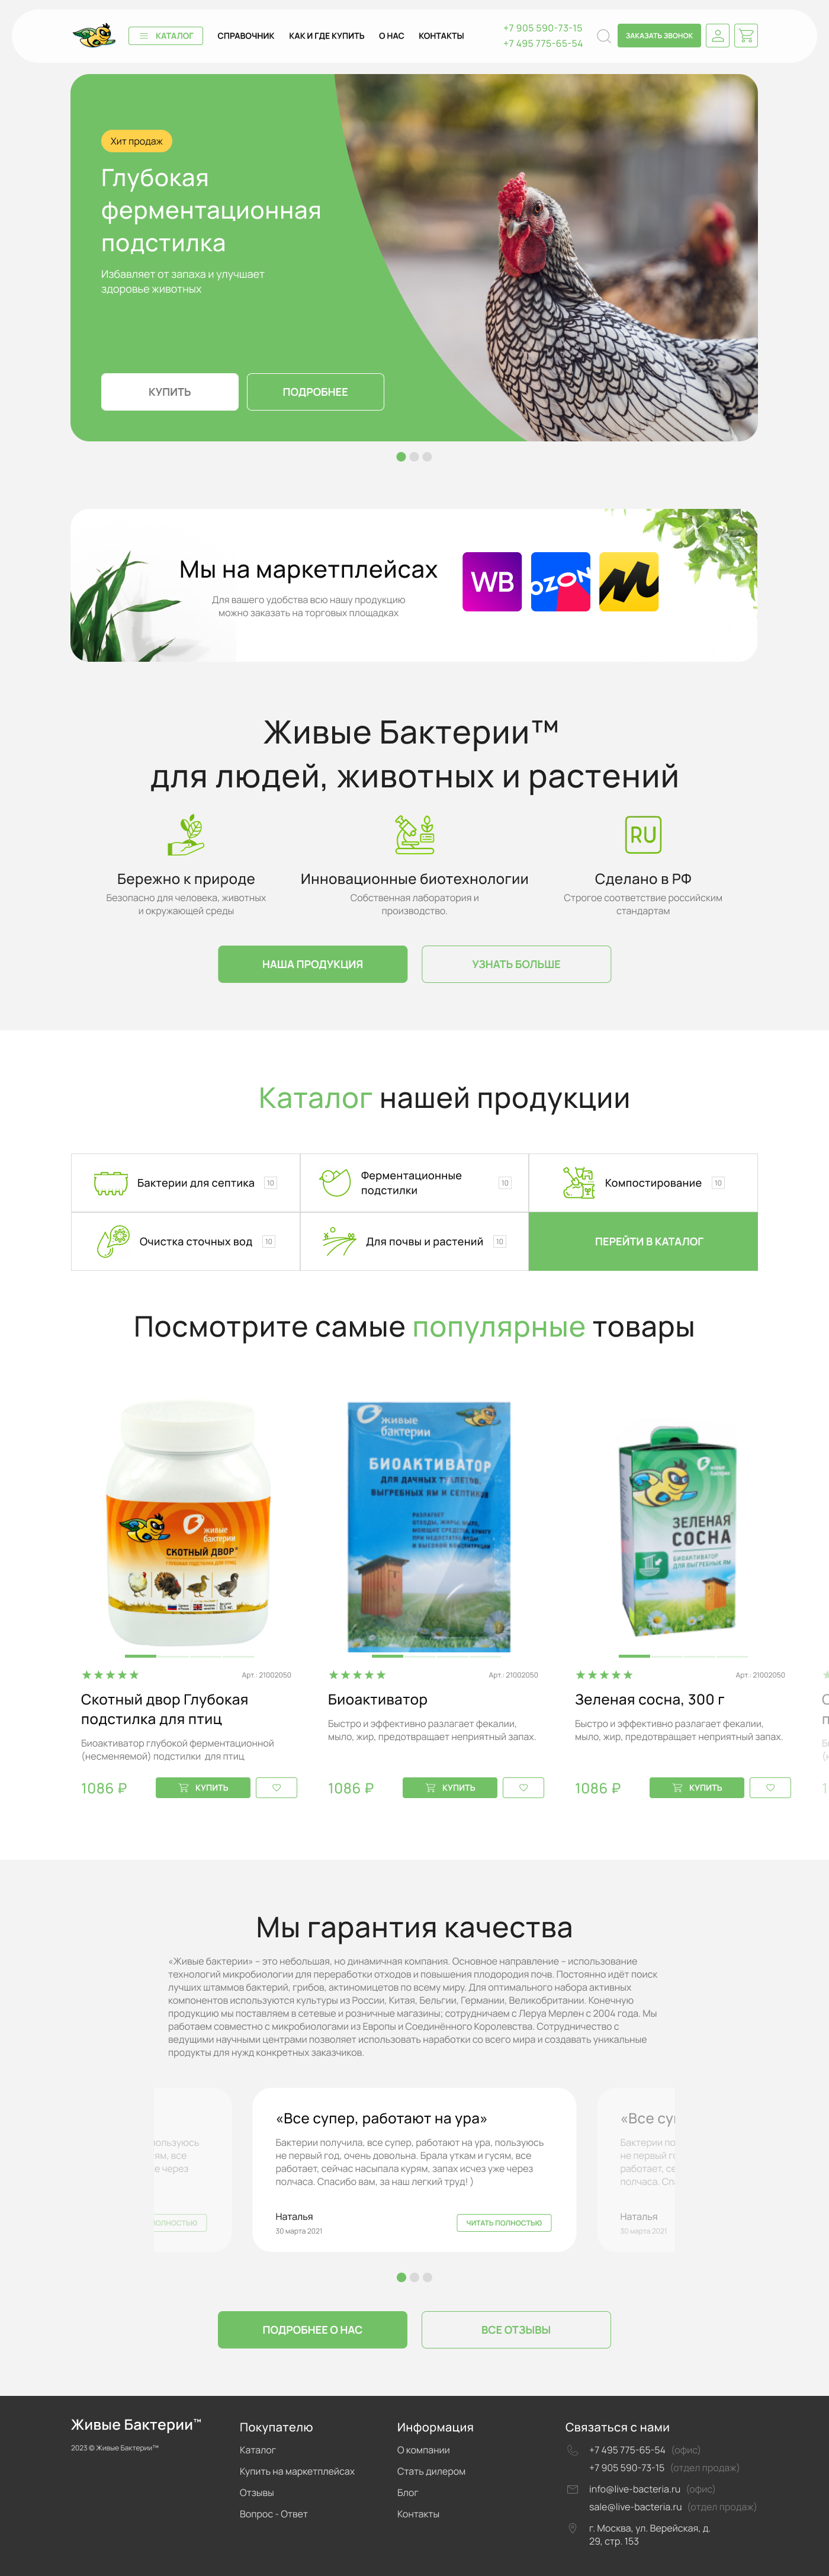 КАТАЛОГ
СПРАВОЧНИК
КАК И ГДЕ КУПИТЬ
О НАС
КОНТАКТЫ
+7 905 590-73-15
+7 495 775-65-54
ЗАКАЗАТЬ ЗВОНОК
Хит продаж
Глубокая
ферментационная
подстилка
Избавляет от запаха и улучшает
здоровье животных
КУПИТЬ
ПОДРОБНЕЕ
Мы на маркетплейсах
Для вашего удобства всю нашу продукцию
можно заказать на торговых площадках
WB
OZON
Живые Бактерии™
для людей, животных и растений
RU
Бережно к природе
Безопасно для человека, животных
и окружающей среды
Инновационные биотехнологии
Собственная лаборатория и
производство.
Сделано в РФ
Строгое соответствие российским
стандартам
НАША ПРОДУКЦИЯ
УЗНАТЬ БОЛЬШЕ
Каталог нашей продукции
Бактерии для септика 10
Ферментационные
подстилки
10
Компостирование 10
Очистка сточных вод 10
Для почвы и растений 10
ПЕРЕЙТИ В КАТАЛОГ
Посмотрите самые популярные товары
живые
бактерии
СКОТНЫЙ ДВОР
живые
бактерии
БИОАКТИВАТОР
ДЛЯ ДАЧНЫХ ТУАЛЕТОВ,
ВЫГРЕБНЫХ ЯМ И СЕПТИКОВ
живые
бактерии
ЗЕЛЕНАЯ
СОСНА
БИОАКТИВАТОР
ДЛЯ ВЫГРЕБНЫХ ЯМ
Арт.: 21002050
Скотный двор Глубокая
подстилка для птиц
Биоактиватор глубокой ферментационной
(несменяемой) подстилки для птиц
1086 ₽
КУПИТЬ
Арт.: 21002050
Биоактиватор
Быстро и эффективно разлагает фекалии,
мыло, жир, предотвращает неприятный запах.
1086 ₽
КУПИТЬ
Арт.: 21002050
Зеленая сосна, 300 г
Быстро и эффективно разлагает фекалии,
мыло, жир, предотвращает неприятный запах.
1086 ₽
КУПИТЬ
Мы гарантия качества
«Живые бактерии» – это небольшая, но динамичная компания. Основное направление – использование
технологий микробиологии для переработки отходов и повышения плодородия почв. Постоянно идёт поиск
лучших штаммов бактерий, грибов, актиномицетов по всему миру. Для оптимального набора активных
компонентов используются культуры из России, Китая, Бельгии, Германии, Великобритании. Конечную
продукцию мы поставляем в сетевые и розничные магазины; сотрудничаем с Леруа Мерлен с 2004 года. Мы
работаем совместно с микробиологами из Европы и Соединённого Королевства. Сотрудничество с
ведущими научными центрами позволяет использовать наработки со всего мира и создавать уникальные
продукты для нужд конкретных заказчиков.
«Все супер, работают на ура»
Бактерии получила, все супер, работают на ура, пользуюсь
не первый год, очень довольна. Брала уткам и гусям, все
работает, сейчас насыпала курям, запах исчез уже через
полчаса. Спасибо вам, за наш легкий труд! )
Наталья
30 марта 2021
ЧИТАТЬ ПОЛНОСТЬЮ
«Все су
Бактерии по
не первый г
работает, се
полчаса. Сп
Наталья
30 марта 2021
ПОДРОБНЕЕ О НАС
ВСЕ ОТЗЫВЫ
Живые Бактерии™
2023 © Живые Бактерии™
Покупателю
Каталог
Купить на маркетплейсах
Отзывы
Вопрос - Ответ
Информация
О компании
Стать дилером
Блог
Контакты
Связаться с нами
+7 495 775-65-54 (офис)
+7 905 590-73-15 (отдел продаж)
info@live-bacteria.ru (офис)
sale@live-bacteria.ru (отдел продаж)
г. Москва, ул. Верейская, д.
29, стр. 153